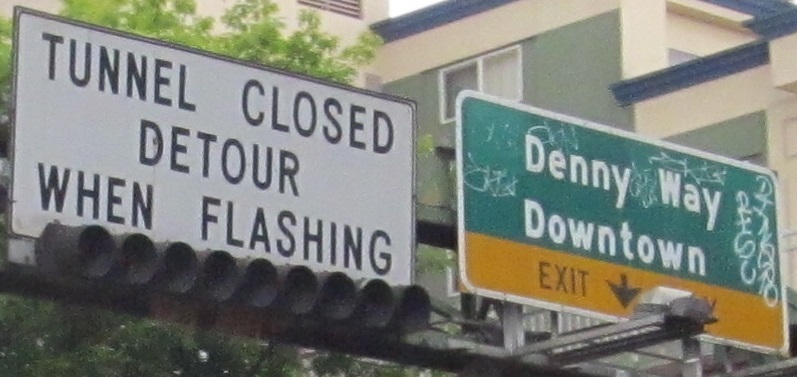 TUNNEL CLOSED
DETOUR
WHEN FLASHING
Denny Way
Downtown
EXIT